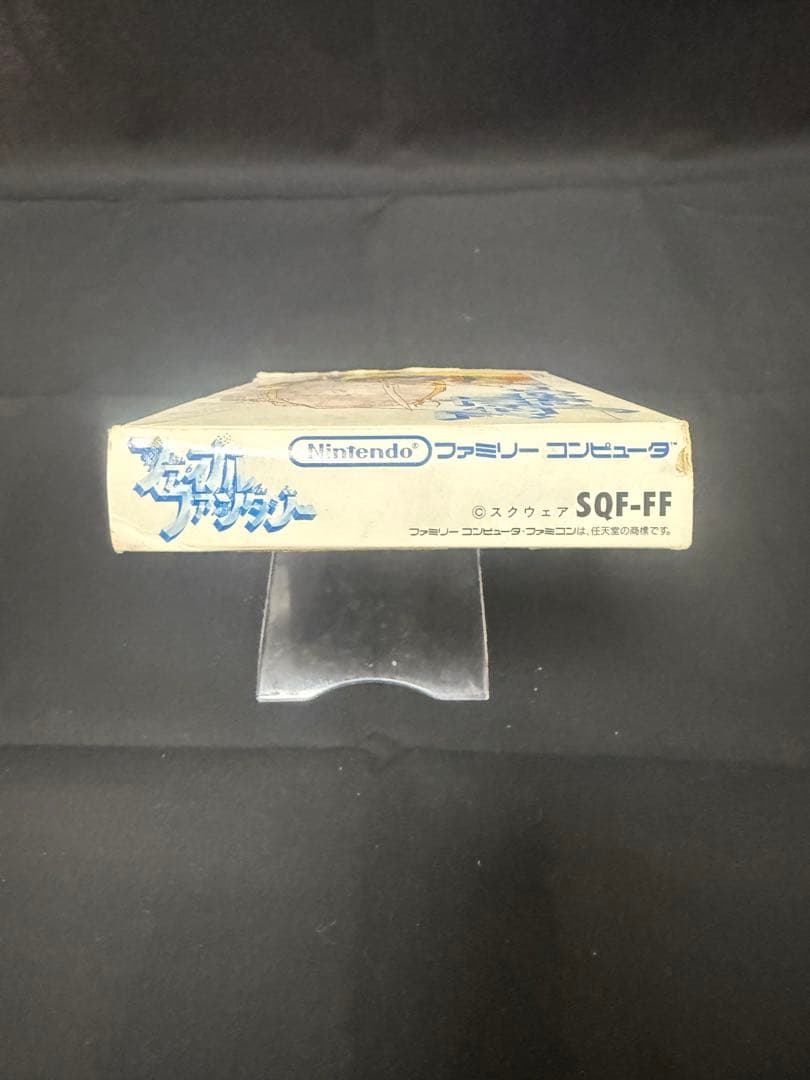 ファイナル
ファンタジー
Nintendo® ファミリー コンピュータ™
©スクウェア SQF-FF
ファミリー コンピュータ・ファミコンは、任天堂の商標です。